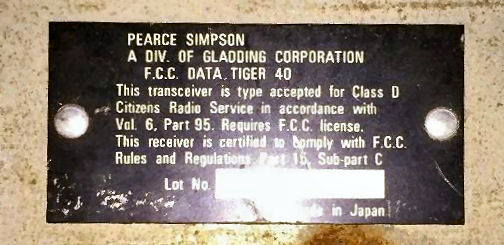 PEARCE SIMPSON
A DIV. OF GLADDING CORPORATION
F.C.C. DATA. TIGER 40
This transceiver is type accepted for Class D
Citizens Radio Service in accordance with
Vol. 6, Part 95. Requires F.C.C. license.
This receiver is certified to comply with F.C.C.
Rules and Regulations Part 15, Sub-part C
Lot No.
in Japan